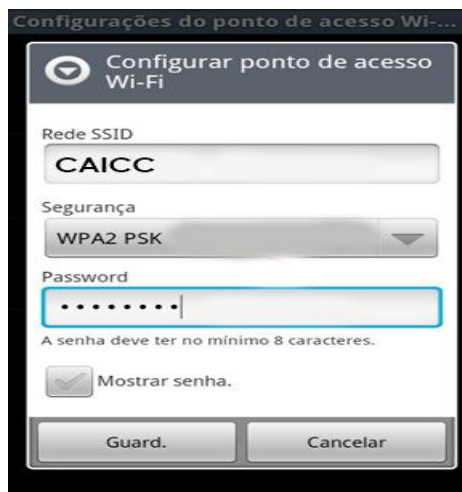 Configurações do ponto de acesso Wi-...
Configurar ponto de acesso
Wi-Fi
Rede SSID
CAICC
Segurança
WPA2 PSK
Password
••••••••
A senha deve ter no mínimo 8 caracteres.
Mostrar senha.
Guard.
Cancelar